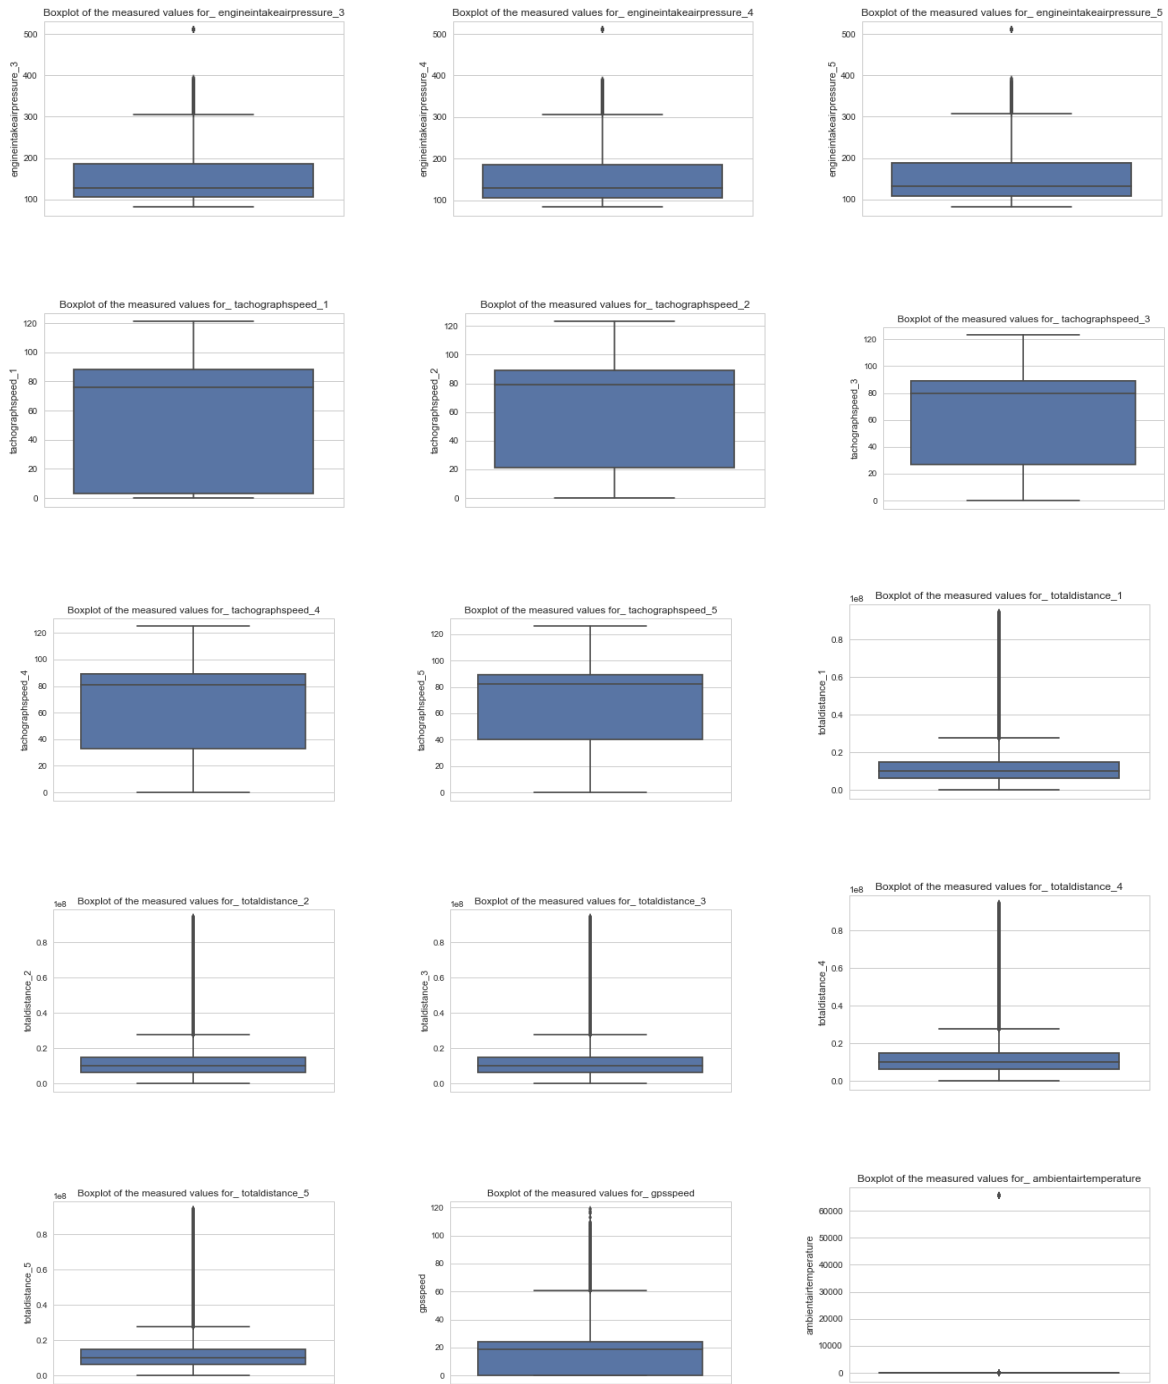 Boxplot of the measured values for_ engineintakeairpressure_3
500
400
300
200
100
engineintakeairpressure_3
Boxplot of the measured values for_ engineintakeairpressure_4
500
400
300
200
100
engineintakeairpressure_4
Boxplot of the measured values for_ engineintakeairpressure_5
500
400
300
200
100
engineintakeairpressure_5
Boxplot of the measured values for_ tachographspeed_1
120
100
80
60
40
20
0
tachographspeed_1
Boxplot of the measured values for_ tachographspeed_2
120
100
80
60
40
20
0
tachographspeed_2
Boxplot of the measured values for_ tachographspeed_3
120
100
80
60
40
20
0
tachographspeed_3
Boxplot of the measured values for_ tachographspeed_4
120
100
80
60
40
20
0
tachographspeed_4
Boxplot of the measured values for_ tachographspeed_5
120
100
80
60
40
20
0
tachographspeed_5
1e8
Boxplot of the measured values for_ totaldistance_1
0.8
0.6
0.4
0.2
0.0
totaldistance_1
1e8
Boxplot of the measured values for_ totaldistance_2
0.8
0.6
0.4
0.2
0.0
totaldistance_2
1e8
Boxplot of the measured values for_ totaldistance_3
0.8
0.6
0.4
0.2
0.0
totaldistance_3
1e8
Boxplot of the measured values for_ totaldistance_4
0.8
0.6
0.4
0.2
0.0
totaldistance_4
1e8
Boxplot of the measured values for_ totaldistance_5
0.8
0.6
0.4
0.2
0.0
totaldistance_5
Boxplot of the measured values for_ gpsspeed
120
100
80
60
40
20
0
gpsspeed
Boxplot of the measured values for_ ambientairtemperature
60000
50000
40000
30000
20000
10000
0
ambientairtemperature